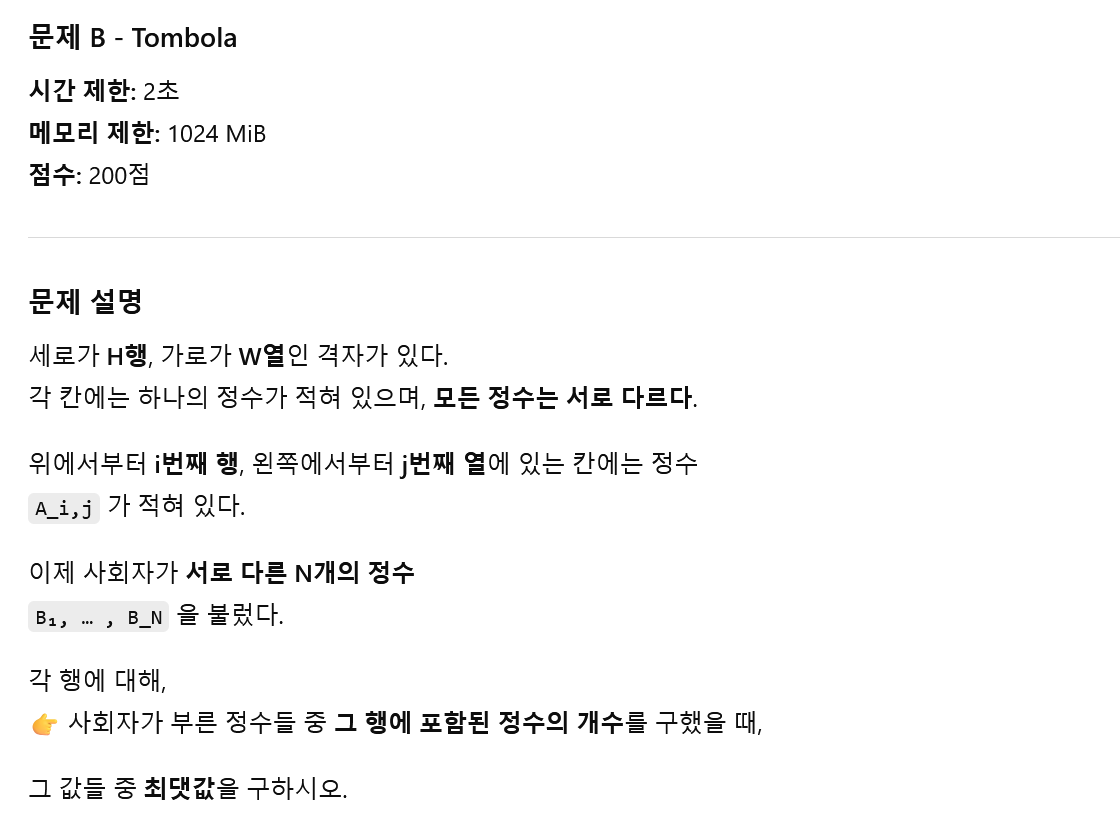 문제 B - Tombola
시간 제한: 2초
메모리 제한: 1024 MiB
점수: 200점
문제 설명
세로가 H행, 가로가 W열인 격자가 있다.
각 칸에는 하나의 정수가 적혀 있으며, 모든 정수는 서로 다르다.
위에서부터 i번째 행, 왼쪽에서부터 j번째 열에 있는 칸에는 정수
A_i,j 가 적혀 있다.
이제 사회자가 서로 다른 N개의 정수
B₁, … , B_N 을 불렀다.
각 행에 대해,
👉 사회자가 부른 정수들 중 그 행에 포함된 정수의 개수를 구했을 때,
그 값들 중 최댓값을 구하시오.